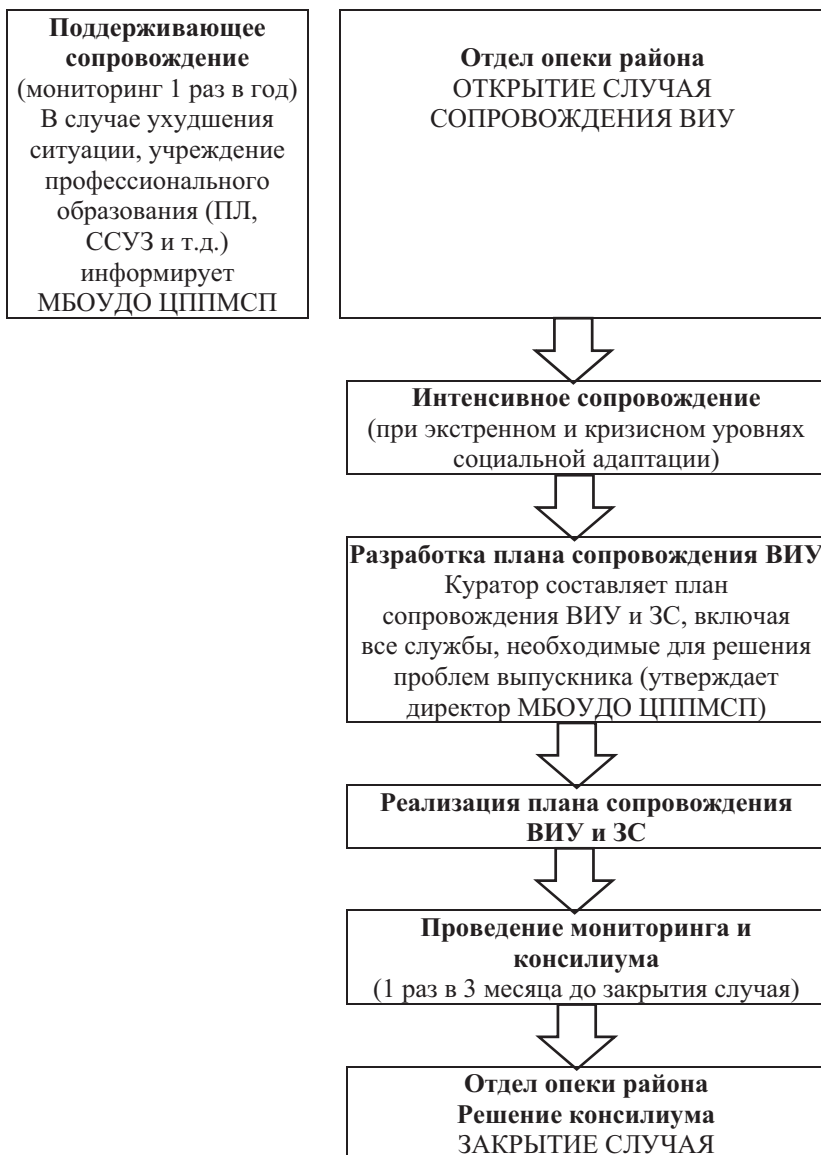 Поддерживающее
сопровождение
(мониторинг 1 раз в год)
В случае ухудшения
ситуации, учреждение
профессионального
образования (ПЛ,
ССУЗ и т.д.)
информирует
МБОУДО ЦППМСП
Отдел опеки района
ОТКРЫТИЕ СЛУЧАЯ
СОПРОВОЖДЕНИЯ ВИУ
Интенсивное сопровождение
(при экстренном и кризисном уровнях
социальной адаптации)
Разработка плана сопровождения ВИУ
Куратор составляет план
сопровождения ВИУ и ЗС, включая
все службы, необходимые для решения
проблем выпускника (утверждает
директор МБОУДО ЦППМСП)
Реализация плана сопровождения
ВИУ и ЗС
Проведение мониторинга и
консилиума
(1 раз в 3 месяца до закрытия случая)
Отдел опеки района
Решение консилиума
ЗАКРЫТИЕ СЛУЧАЯ